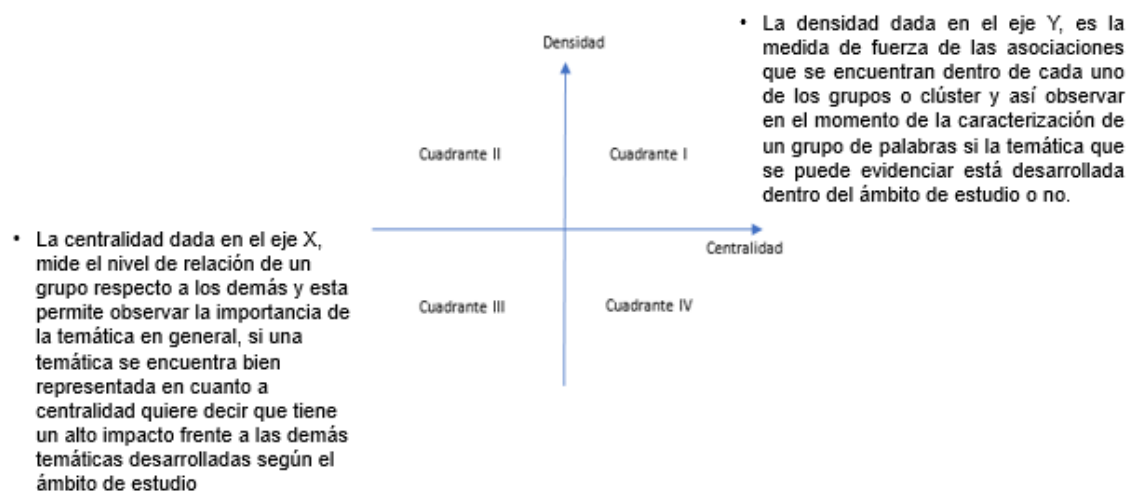 • La densidad dada en el eje Y, es la
medida de fuerza de las asociaciones
que se encuentran dentro de cada uno
de los grupos o clúster y así observar
en el momento de la caracterización de
un grupo de palabras si la temática que
se puede evidenciar está desarrollada
dentro del ámbito de estudio o no.
Densidad
Cuadrante II
Cuadrante I
Centralidad
Cuadrante III
Cuadrante IV
• La centralidad dada en el eje X,
mide el nivel de relación de un
grupo respecto a los demás y esta
permite observar la importancia de
la temática en general, si una
temática se encuentra bien
representada en cuanto a
centralidad quiere decir que tiene
un alto impacto frente a las demás
temáticas desarrolladas según el
ámbito de estudio